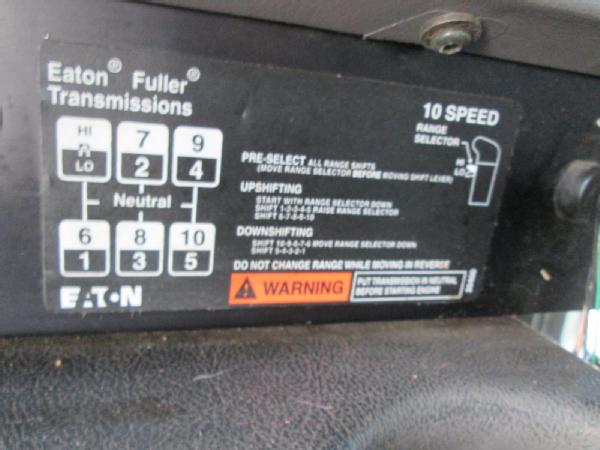 Eaton® Fuller®
Transmissions
10 SPEED
RANGE
SELECTOR
HI
LO
HI
R
LO
7
2
9
4
Neutral
6
1
8
3
10
5
PRE-SELECT ALL RANGE SHIFTS
(MOVE RANGE SELECTOR BEFORE MOVING SHIFT LEVER)
UPSHIFTING
START WITH RANGE SELECTOR DOWN
SHIFT 1-2-3-4-5 RAISE RANGE SELECTOR
SHIFT 6-7-8-9-10
DOWNSHIFTING
SHIFT 10-9-8-7-6 MOVE RANGE SELECTOR DOWN
SHIFT 5-4-3-2-1
DO NOT CHANGE RANGE WHILE MOVING IN REVERSE
WARNING
PUT TRANSMISSION IN NEUTRAL
BEFORE STARTING ENGINE
EATON